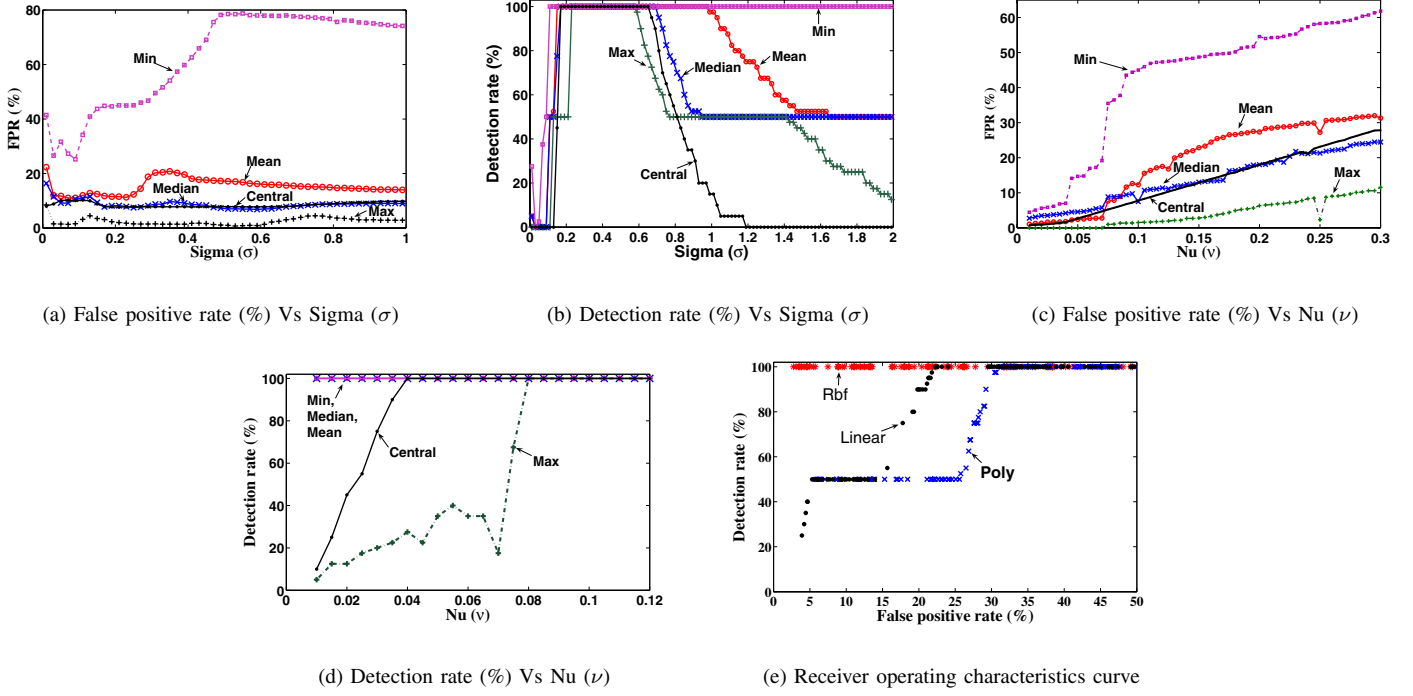 FPR (%)
80
60
40
20
0
0
0.2
0.4
0.6
0.8
1
Sigma (σ)
Min
Mean
Median
Central
Max
(a) False positive rate (%) Vs Sigma (σ)
Detection rate (%)
100
80
60
40
20
0
0
0.2
0.4
0.6
0.8
1.0
1.2
1.4
1.6
1.8
2
Sigma (σ)
Min
Max
Mean
Median
Central
(b) Detection rate (%) Vs Sigma (σ)
FPR (%)
60
50
40
30
20
10
0
0
0.05
0.1
0.15
0.2
0.25
0.3
Nu (ν)
Min
Mean
Median
Central
Max
(c) False positive rate (%) Vs Nu (ν)
Detection rate (%)
100
80
60
40
20
0
0
0.02
0.04
0.06
0.08
0.1
0.12
Nu (ν)
Min,
Median,
Mean
Central
Max
(d) Detection rate (%) Vs Nu (ν)
Detection rate (%)
100
80
60
40
20
0
5
10
15
20
25
30
35
40
45
50
False positive rate (%)
Rbf
Linear
Poly
(e) Receiver operating characteristics curve